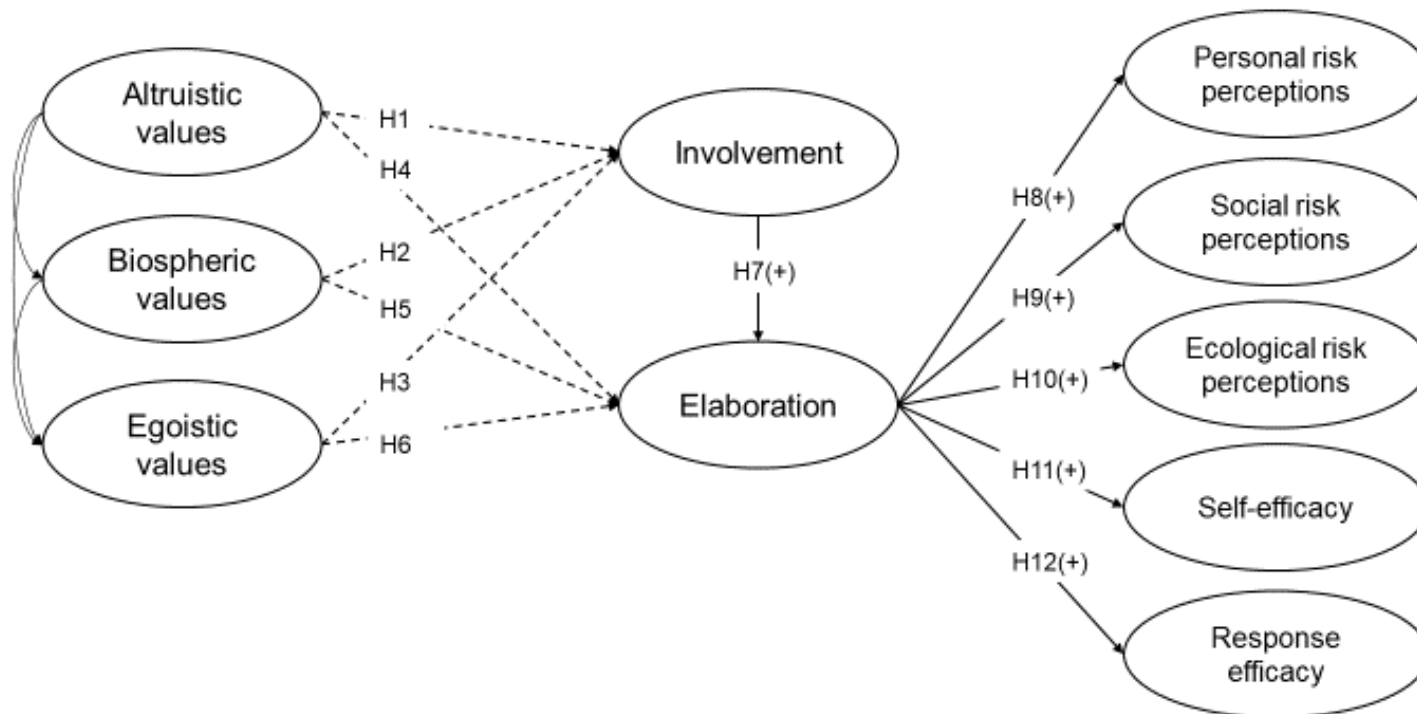 Altruistic
values
Biospheric
values
Egoistic
values
H1
H4
H2
H5
H3
H6
Involvement
H7(+)
Elaboration
H8(+)
H9(+)
H10(+)
H11(+)
H12(+)
Personal risk
perceptions
Social risk
perceptions
Ecological risk
perceptions
Self-efficacy
Response
efficacy